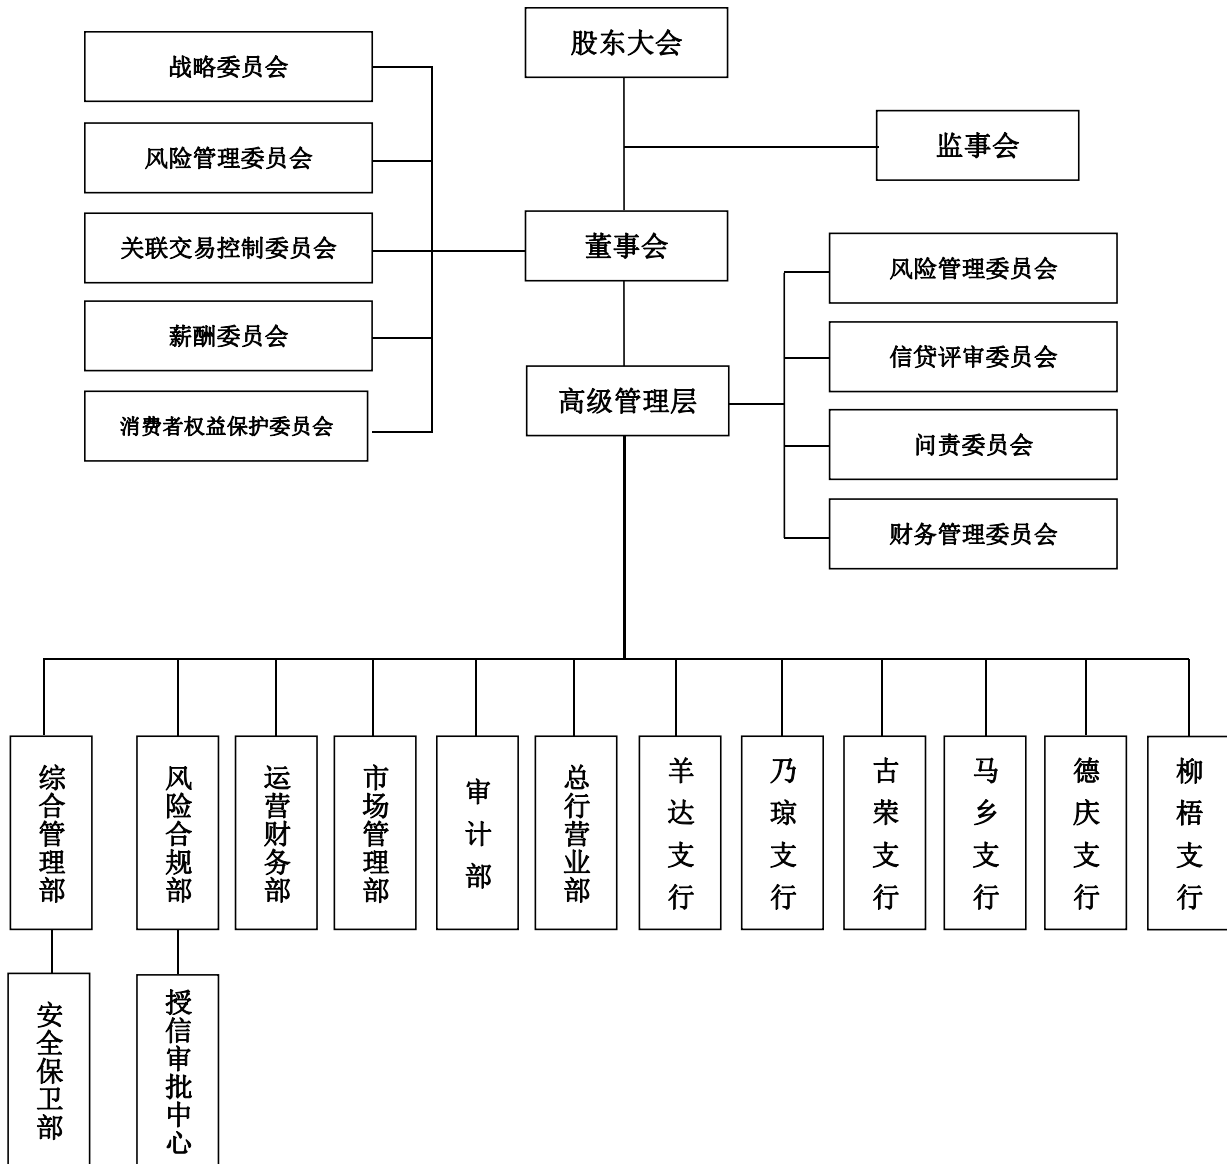 股东大会
战略委员会
监事会
风险管理委员会
董事会
关联交易控制委员会
风险管理委员会
薪酬委员会
信贷评审委员会
高级管理层
消费者权益保护委员会
问责委员会
财务管理委员会
综合管理部
风险合规部
运营财务部
市场管理部
审计部
总行营业部
羊达支行
乃琼支行
古荣支行
马乡支行
德庆支行
柳梧支行
安全保卫部
授信审批中心